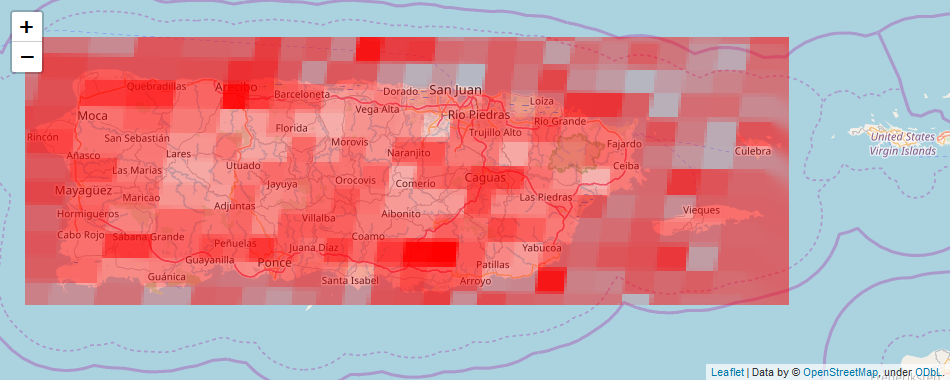 +
−
Quebradillas
Arecibo
Barceloneta
Dorado
San Juan
Loíza
Moca
Vega Alta
Río Piedras
Río Grande
Rincón
San Sebastián
Florida
Morovis
Trujillo Alto
Fajardo
United States
Virgin Islands
Añasco
Lares
Naranjito
Culebra
Las Marías
Utuado
Ceiba
Mayagüez
Maricao
Jayuya
Orocovis
Comerio
Caguas
Las Piedras
Hormigueros
Adjuntas
Villalba
Aibonito
Vieques
Cabo Rojo
Sabana Grande
Peñuelas
Juana Díaz
Coamo
Yabucoa
Guayanilla
Ponce
Patillas
Guánica
Santa Isabel
Arroyo
Leaflet | Data by © OpenStreetMap, under ODbL.